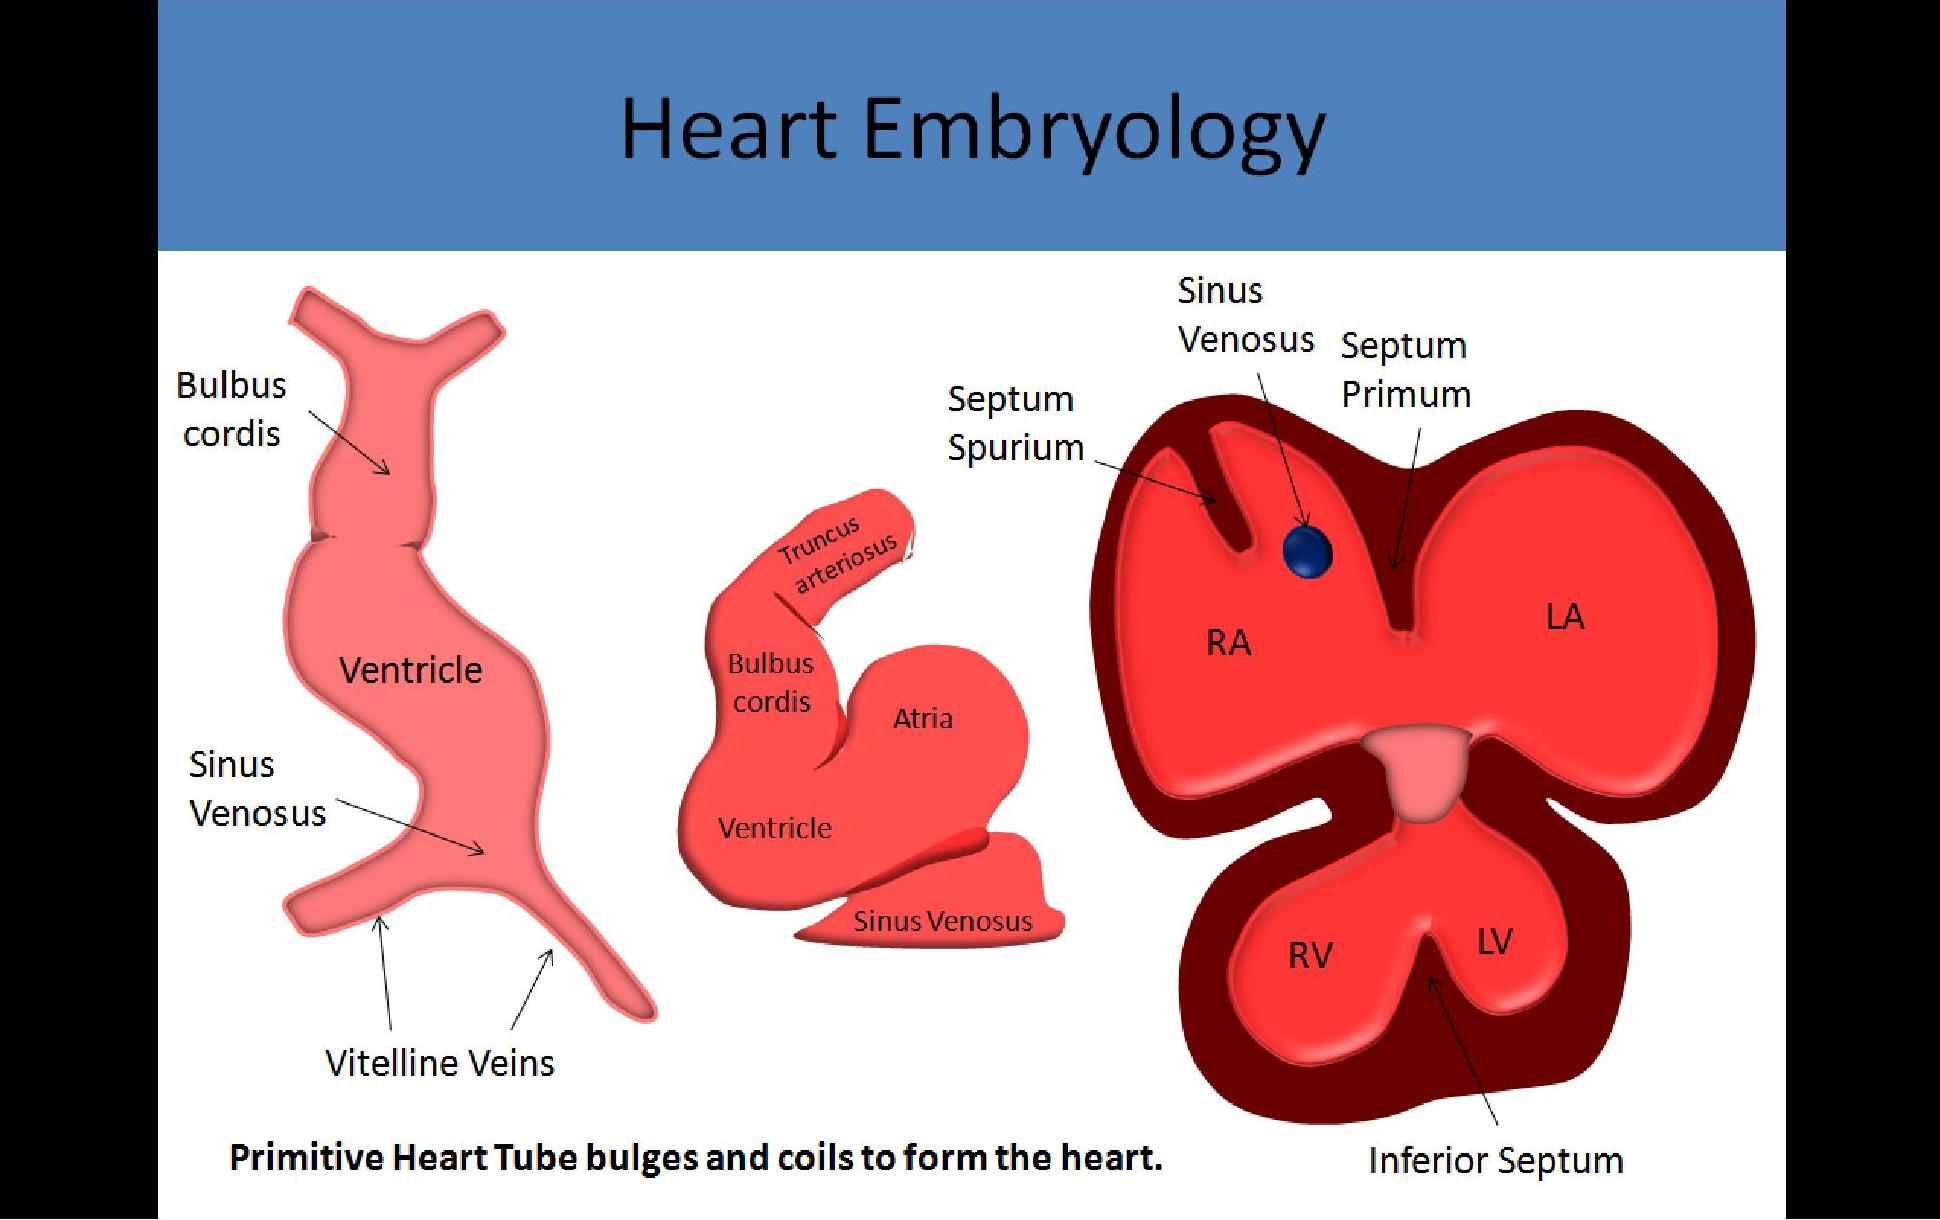 Heart Embryology
Bulbus
cordis
Ventricle
Sinus
Venosus
Vitelline Veins
Truncus
arteriosus
Bulbus
cordis
Atria
Ventricle
Sinus Venosus
Sinus
Venosus
Septum
Primum
Septum
Spurium
RA
LA
RV
LV
Inferior Septum
Primitive Heart Tube bulges and coils to form the heart.